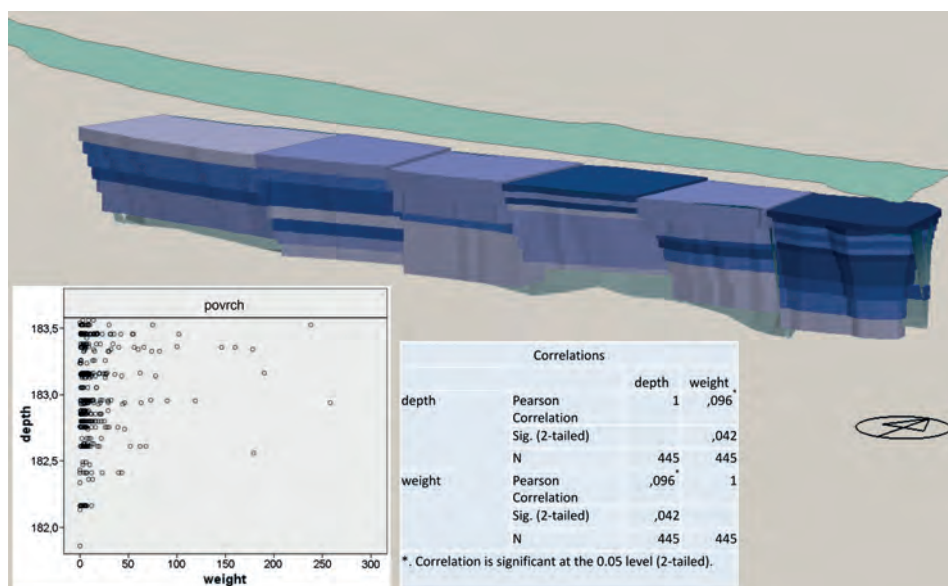 povrch
183,5
183,0
182,5
182,0
depth
0 50 100 150 200 250 300
weight
Correlations
depth weight
depth Pearson 1 ,096*
Correlation
Sig. (2-tailed) ,042
N 445 445
weight Pearson ,096* 1
Correlation
Sig. (2-tailed) ,042
N 445 445
*. Correlation is significant at the 0.05 level (2-tailed).